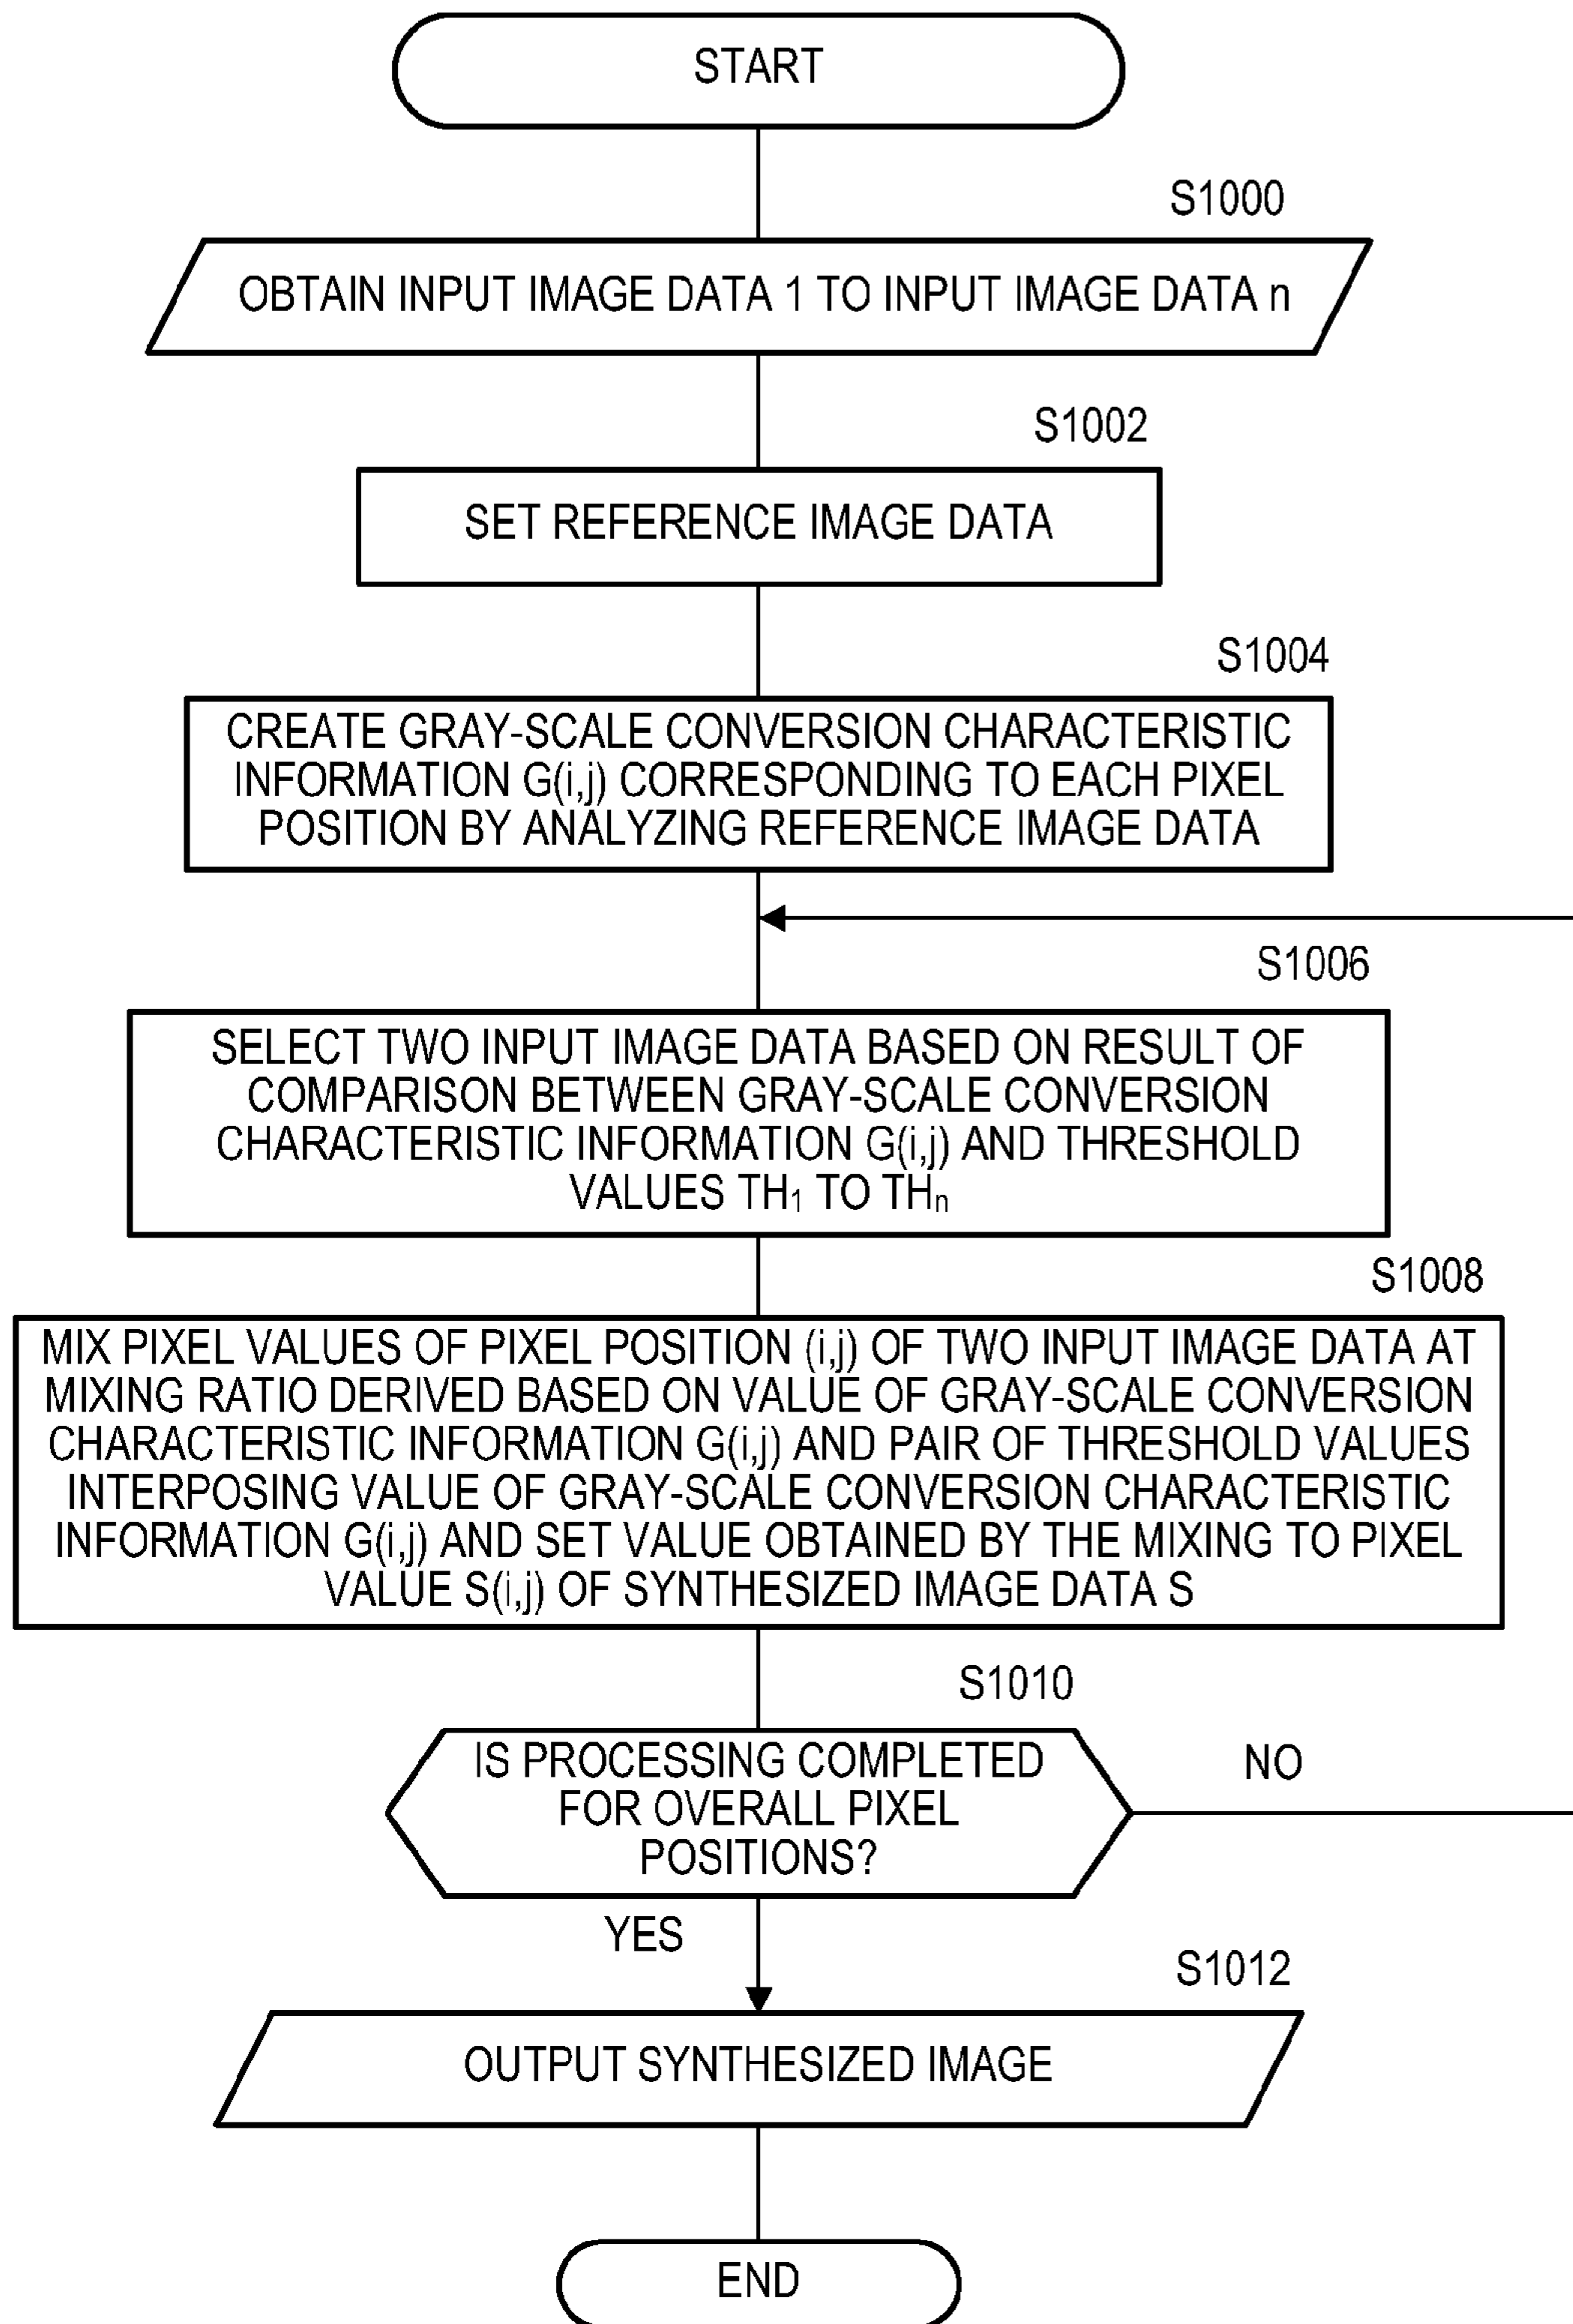 START
S1000
OBTAIN INPUT IMAGE DATA 1 TO INPUT IMAGE DATA n
S1002
SET REFERENCE IMAGE DATA
S1004
CREATE GRAY-SCALE CONVERSION CHARACTERISTIC
INFORMATION G(i,j) CORRESPONDING TO EACH PIXEL
POSITION BY ANALYZING REFERENCE IMAGE DATA
S1006
SELECT TWO INPUT IMAGE DATA BASED ON RESULT OF
COMPARISON BETWEEN GRAY-SCALE CONVERSION
CHARACTERISTIC INFORMATION G(i,j) AND THRESHOLD
VALUES TH₁ TO THₙ
S1008
MIX PIXEL VALUES OF PIXEL POSITION (i,j) OF TWO INPUT IMAGE DATA AT
MIXING RATIO DERIVED BASED ON VALUE OF GRAY-SCALE CONVERSION
CHARACTERISTIC INFORMATION G(i,j) AND PAIR OF THRESHOLD VALUES
INTERPOSING VALUE OF GRAY-SCALE CONVERSION CHARACTERISTIC
INFORMATION G(i,j) AND SET VALUE OBTAINED BY THE MIXING TO PIXEL
VALUE S(i,j) OF SYNTHESIZED IMAGE DATA S
S1010
IS PROCESSING COMPLETED
FOR OVERALL PIXEL
POSITIONS?
NO
YES
S1012
OUTPUT SYNTHESIZED IMAGE
END